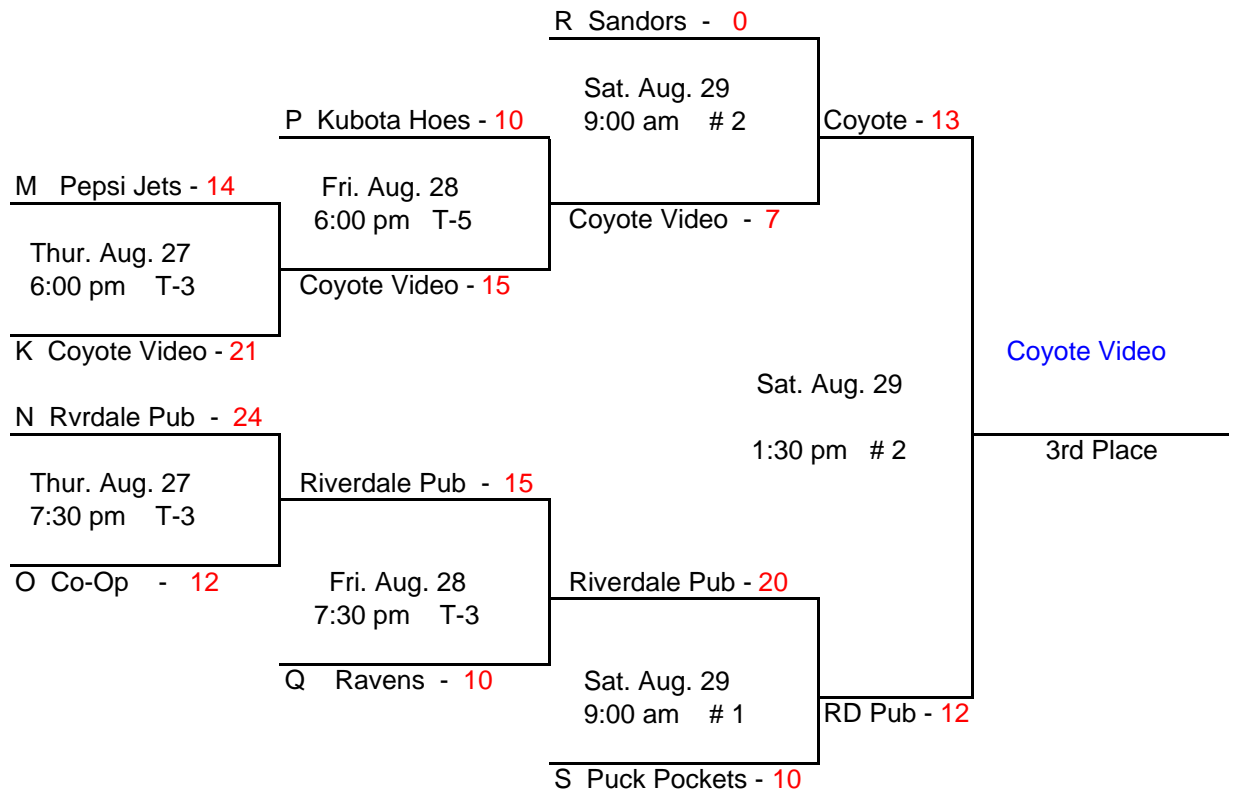 R  Sandors  -  0
Sat. Aug. 29
9:00 am  # 2
P  Kubota Hoes - 10
Coyote - 13
M  Pepsi Jets - 14
Fri. Aug. 28
6:00 pm  T-5
Coyote Video  -  7
Thur. Aug. 27
6:00 pm  T-3
Coyote Video - 15
K  Coyote Video - 21
Coyote Video
Sat. Aug. 29
N  Rvrdale Pub  -  24
1:30 pm  # 2
3rd Place
Thur. Aug. 27
7:30 pm  T-3
Riverdale Pub  -  15
O  Co-Op  -  12
Fri. Aug. 28
7:30 pm  T-3
Riverdale Pub - 20
Q  Ravens  -  10
Sat. Aug. 29
9:00 am  # 1
RD Pub - 12
S  Puck Pockets - 10